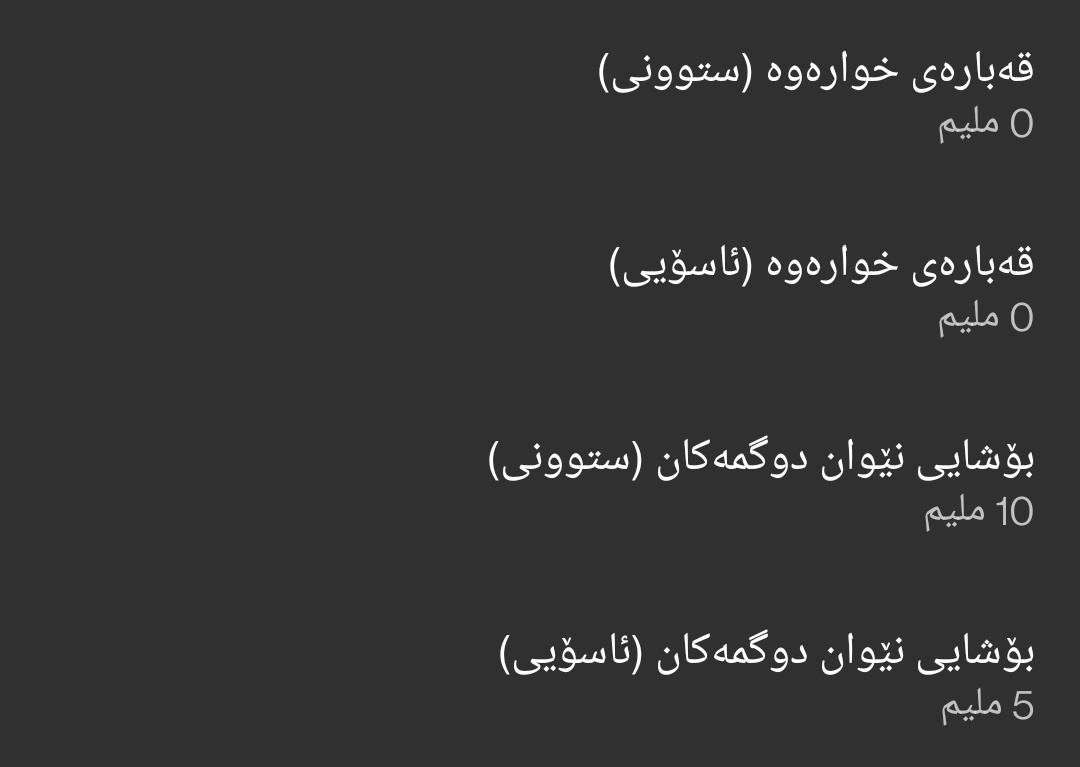 قەبارەی خوارەوە (ستوونی)
0 ملیم
قەبارەی خوارەوە (ئاسۆیی)
0 ملیم
بۆشایی نێوان دوگمەکان (ستوونی)
10 ملیم
بۆشایی نێوان دوگمەکان (ئاسۆیی)
5 ملیم